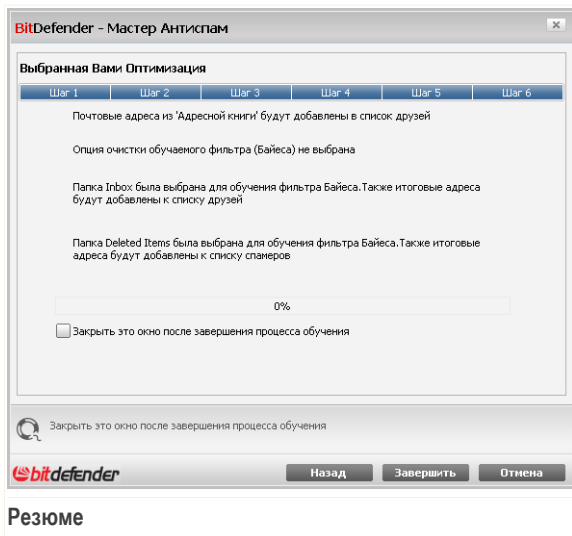 BitDefender - Мастер Антиспам
Выбранная Вами Оптимизация
Шаг 1 Шаг 2 Шаг 3 Шаг 4 Шаг 5 Шаг 6
Почтовые адреса из 'Адресной книги' будут добавлены в список друзей
Опция очистки обучаемого фильтра (Байеса) не выбрана
Папка Inbox была выбрана для обучения фильтра Байеса.Также итоговые адреса
будут добавлены к списку друзей
Папка Deleted Items была выбрана для обучения фильтра Байеса.Также итоговые
адреса будут добавлены к списку спамеров
0%
Закрыть это окно после завершения процесса обучения
Закрыть это окно после завершения процесса обучения
bitdefender
Назад Завершить Отмена
Резюме